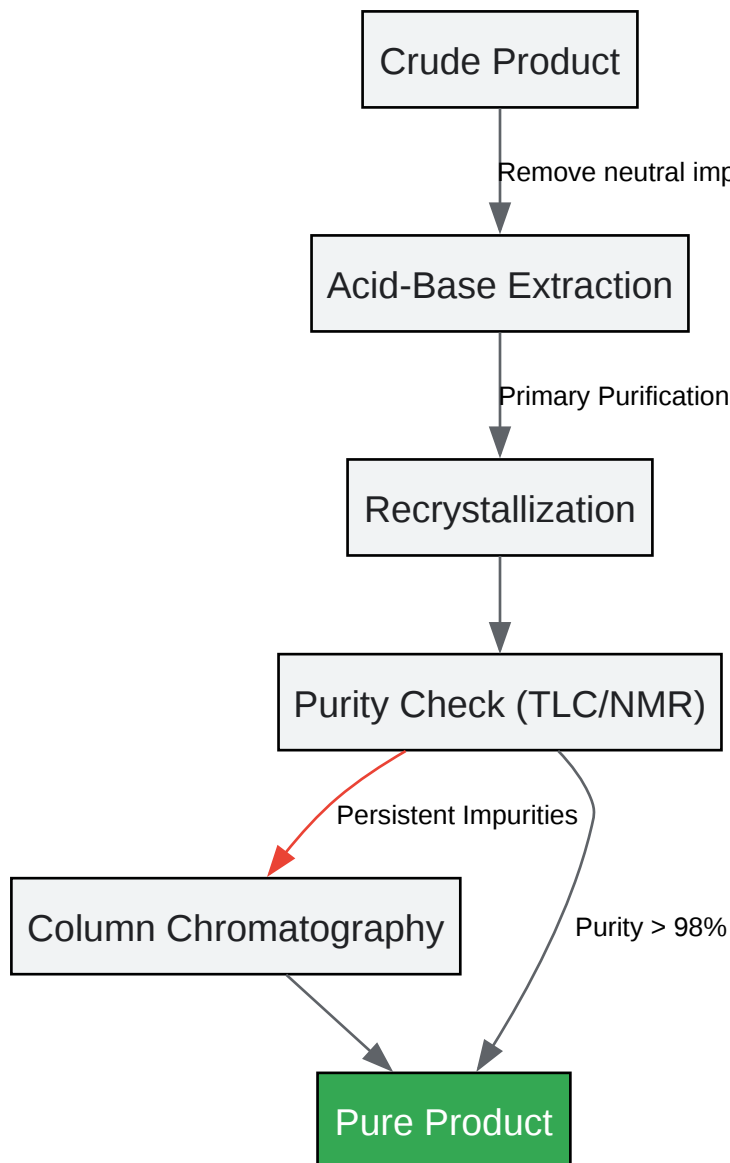 Crude Product
Remove neutral imp
Acid-Base Extraction
Primary Purification
Recrystallization
Purity Check (TLC/NMR)
Persistent Impurities
Column Chromatography
Purity > 98%
Pure Product